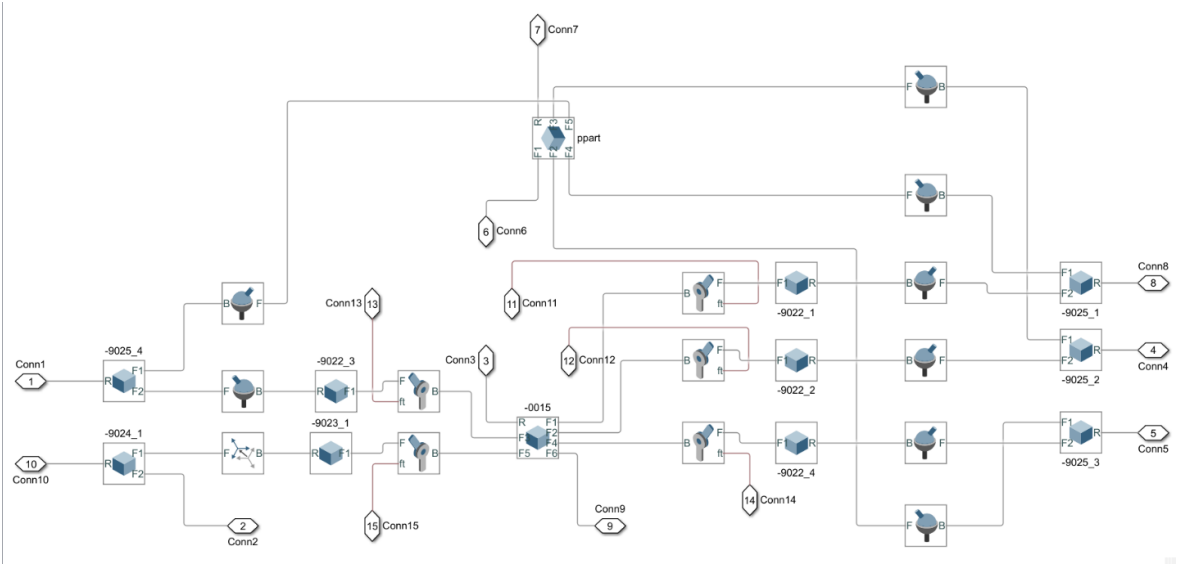 7 Conn7
F B
R F3 F5
ppart
F1 F2 F4
F B
6 Conn6
Conn8
F1 R 8
F2
-9025_1
B F
F1 R
-9022_1
B F
ft
B F
11 Conn11
Conn13 13
F1 R 4
F2 Conn4
-9025_2
Conn1
1
-9025_4
R F1
F2
F B
-9022_3
R F1
F B
ft
Conn3 3
12 Conn12
B F
ft
F1 R
-9022_2
B F
-9024_1
10
Conn10
R F1
F2
F B
-9023_1
R F1
F B
ft
-0015
R F1
F F2
F4
F5 F6
B F
ft
F1 R
-9022_4
B F
F1 R 5
F2 Conn5
-9025_3
14 Conn14
2
Conn2
15 Conn15
Conn9
9
F B